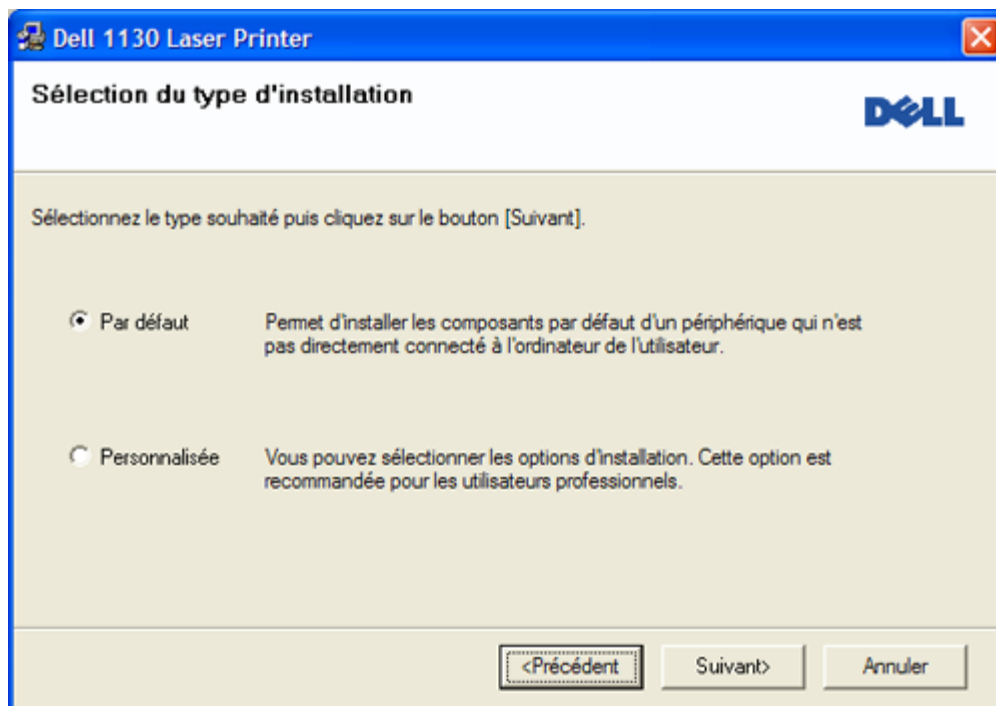 Dell 1130 Laser Printer
Sélection du type d'installation
DELL
Sélectionnez le type souhaité puis cliquez sur le bouton [Suivant].
Par défaut
Permet d'installer les composants par défaut d'un périphérique qui n'est
pas directement connecté à l'ordinateur de l'utilisateur.
Personnalisée
Vous pouvez sélectionner les options d'installation. Cette option est
recommandée pour les utilisateurs professionnels.
<Précédent
Suivant>
Annuler